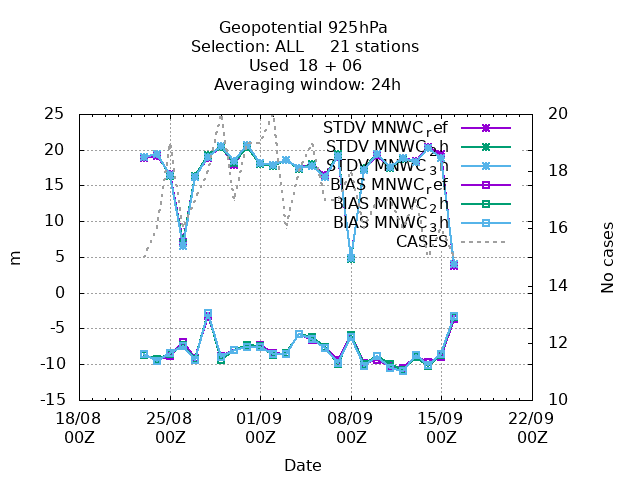 Geopotential 925hPa
Selection: ALL 21 stations
Used 18 + 06
Averaging window: 24h
25
20
15
10
5
0
-5
-10
-15
m
20
18
16
14
12
10
No cases
STDV MNWC_ref
STDV MNWC_2h
STDV MNWC_3h
BIAS MNWC_ref
BIAS MNWC_2h
BIAS MNWC_3h
CASES
18/08 25/08 01/09 08/09 15/09 22/09
00Z 00Z 00Z 00Z 00Z 00Z
Date